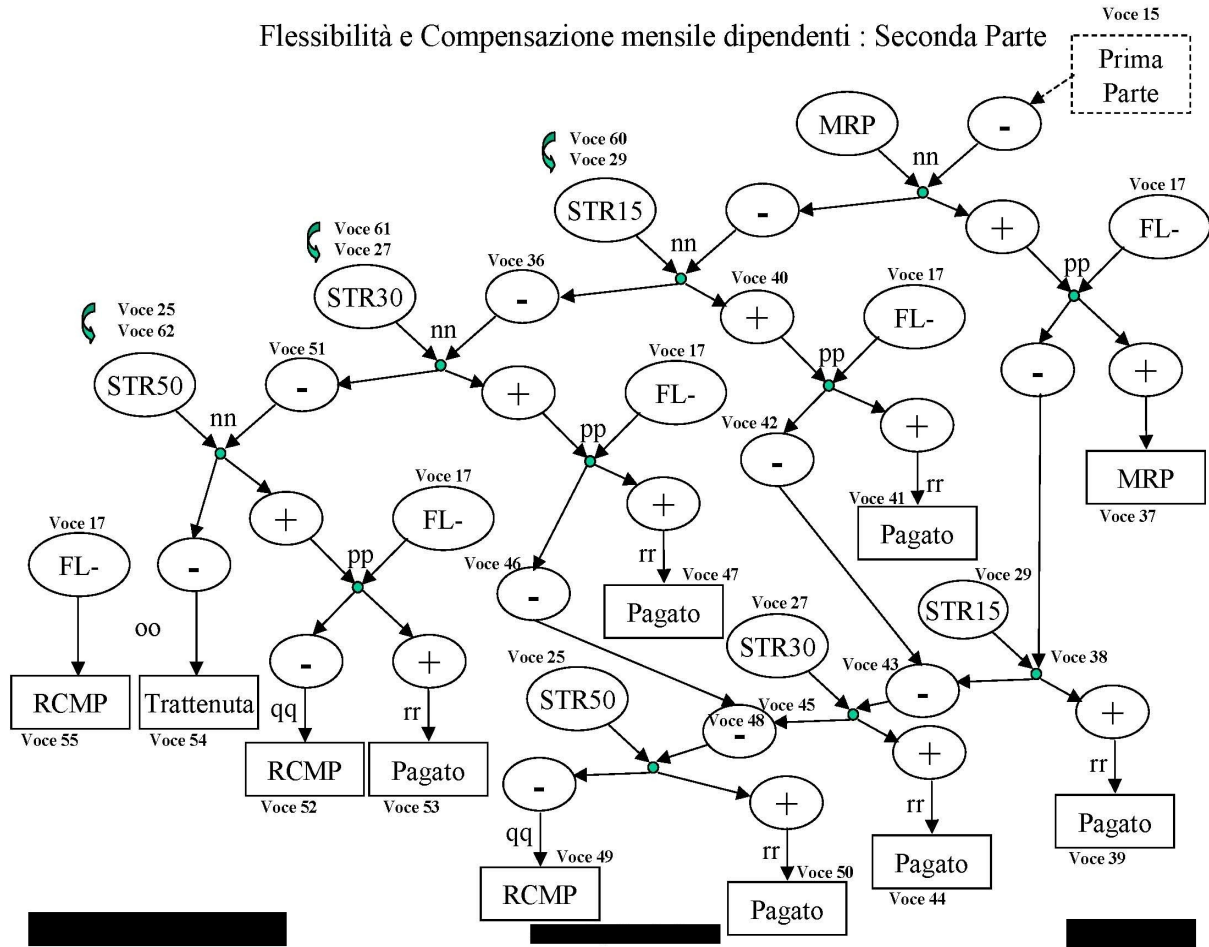 Voce 15
Flessibilità e Compensazione mensile dipendenti : Seconda Parte
Prima
Parte
MRP
-
Voce 60
Voce 29
nn
Voce 17
STR15
-
+
FL-
Voce 61
Voce 27
nn
Voce 36
Voce 40
Voce 17
pp
STR30
-
+
FL-
Voce 25
Voce 62
nn
Voce 51
Voce 17
pp
-
+
STR50
-
+
FL-
Voce 42
+
nn
pp
-
rr
MRP
Voce 17
Voce 41
Voce 37
Voce 17
+
FL-
+
Pagato
FL-
-
pp
Voce 46
rr
Voce 47
Voce 29
-
Pagato
STR15
oo
Voce 27
-
+
STR30
Voce 25
Voce 43
Voce 38
RCMP
Trattenuta
qq
rr
STR50
-
Voce 55
Voce 54
Voce 45
+
RCMP
Pagato
Voce 48
-
+
Voce 52
Voce 53
-
+
rr
qq
rr
rr
Pagato
Voce 49
Voce 50
Voce 39
RCMP
Pagato
Pagato
Voce 44